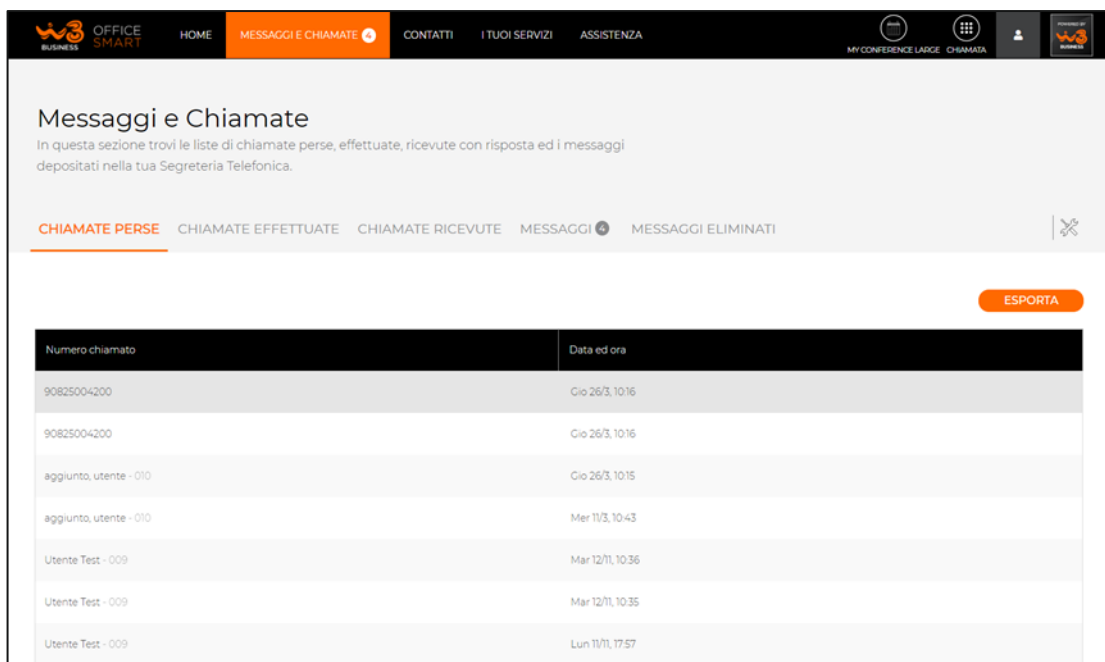 W3 OFFICE SMART
BUSINESS
HOME
MESSAGGI E CHIAMATE 4
CONTATTI
I TUOI SERVIZI
ASSISTENZA
MY CONFERENCE LARGE
CHIAMATA
POWERED BY
W3
BUSINESS
Messaggi e Chiamate
In questa sezione trovi le liste di chiamate perse, effettuate, ricevute con risposta ed i messaggi
depositati nella tua Segreteria Telefonica.
CHIAMATE PERSE CHIAMATE EFFETTUATE CHIAMATE RICEVUTE MESSAGGI 4 MESSAGGI ELIMINATI
ESPORTA
Numero chiamato Data ed ora
90825004200 Gio 26/3, 10:16
90825004200 Gio 26/3, 10:16
aggiunto, utente - 010 Gio 26/3, 10:15
aggiunto, utente - 010 Mer 11/3, 10:43
Utente Test - 009 Mar 12/11, 10:36
Utente Test - 009 Mar 12/11, 10:35
Utente Test - 009 Lun 11/11, 17:57